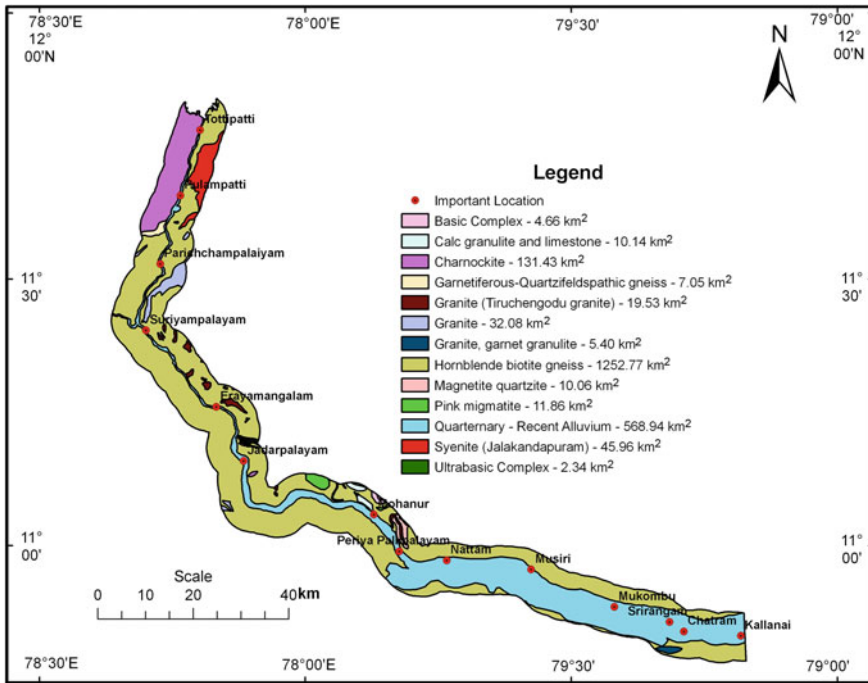 78°30'E 78°00'E 79°30'E 79°00'E
12°
00'N
12°
00'N
N
Tottipatti
Pulampatti
Parichchampalaiyam
Suriyampalayam
Erayamangalam
Jadarpalayam
Mohanur
Periya Palapalayam
Nattam
Musiri
Mukombu
Srirangam
Chatram
Kallanai
Legend
Important Location
Basic Complex - 4.66 km²
Calc granulite and limestone - 10.14 km²
Charnockite - 131.43 km²
Garnetiferous-Quartzifeldspathic gneiss - 7.05 km²
Granite (Tiruchengodu granite) - 19.53 km²
Granite - 32.08 km²
Granite, garnet granulite - 5.40 km²
Hornblende biotite gneiss - 1252.77 km²
Magnetite quartzite - 10.06 km²
Pink migmatite - 11.86 km²
Quarternary - Recent Alluvium - 568.94 km²
Syenite (Jalakandapuram) - 45.96 km²
Ultrabasic Complex - 2.34 km²
11°
30'
11°
30'
11°
00'
11°
00'
Scale
0 10 20 40 km
78°30'E 78°00'E 79°30'E 79°00'E